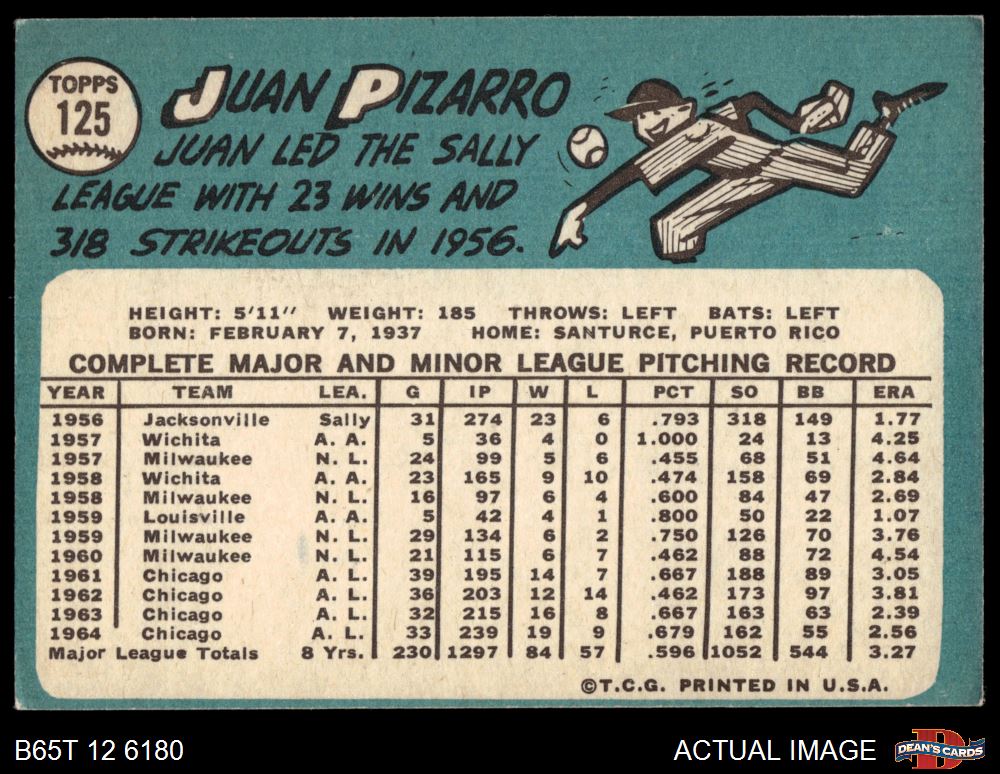 TOPPS
125
JUAN PIZARRO
JUAN LED THE SALLY
LEAGUE WITH 23 WINS AND
318 STRIKEOUTS IN 1956.
HEIGHT: 5'11" WEIGHT: 185 THROWS: LEFT BATS: LEFT
BORN: FEBRUARY 7, 1937 HOME: SANTURCE, PUERTO RICO
COMPLETE MAJOR AND MINOR LEAGUE PITCHING RECORD
YEAR TEAM LEA. G IP W L PCT SO BB ERA
1956 Jacksonville Sally 31 274 23 6 .793 318 149 1.77
1957 Wichita A. A. 5 36 4 0 1.000 24 13 4.25
1957 Milwaukee N. L. 24 99 5 6 .455 68 51 4.64
1958 Wichita A. A. 23 165 9 10 .474 158 69 2.84
1958 Milwaukee N. L. 16 97 6 4 .600 84 47 2.69
1959 Louisville A. A. 5 42 4 1 .800 50 22 1.07
1959 Milwaukee N. L. 29 134 6 2 .750 126 70 3.76
1960 Milwaukee N. L. 21 115 6 7 .462 88 72 4.54
1961 Chicago A. L. 39 195 14 7 .667 188 89 3.05
1962 Chicago A. L. 36 203 12 14 .462 173 97 3.81
1963 Chicago A. L. 32 215 16 8 .667 163 63 2.39
1964 Chicago A. L. 33 239 19 9 .679 162 55 2.56
Major League Totals 8 Yrs. 230 1297 84 57 .596 1052 544 3.27
©T.C.G. PRINTED IN U.S.A.
B65T 12 6180 ACTUAL IMAGE DEAN'S CARDS